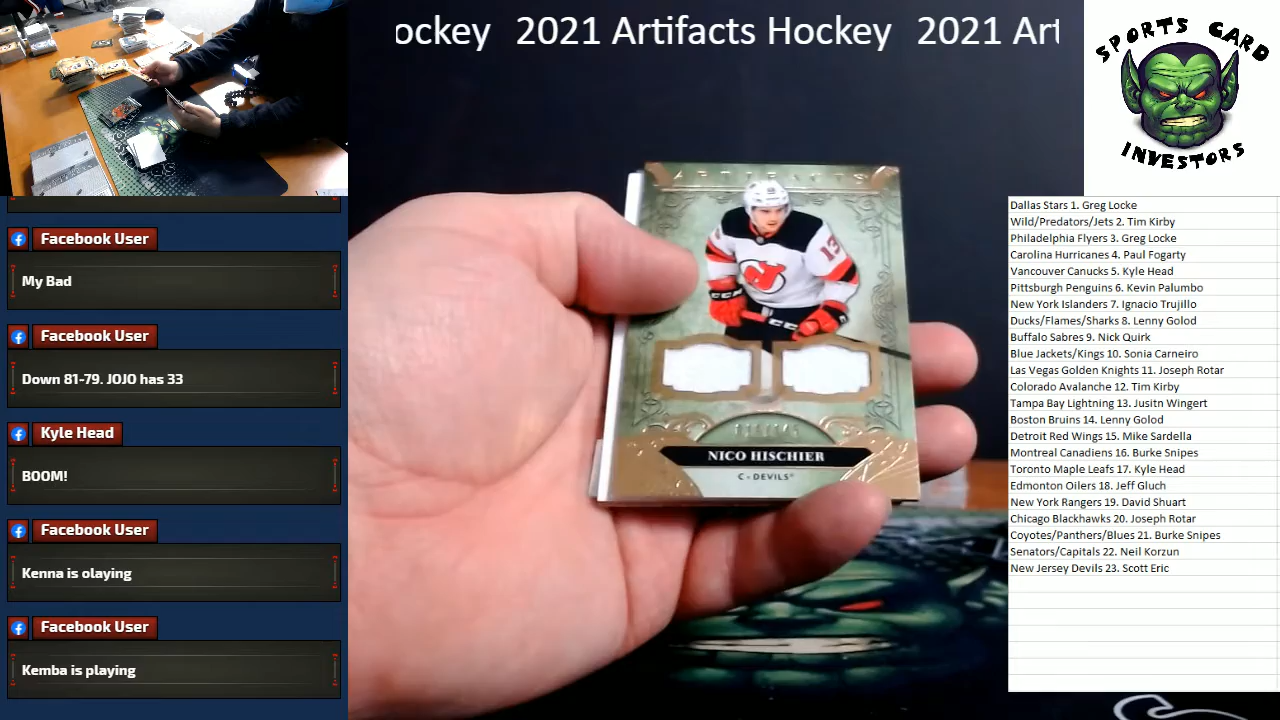 ockey 2021 Artifacts Hockey 2021 Art
SPORTS CARD
INVESTORS
Facebook User
My Bad
Facebook User
Down 81-79. JOJO has 33
Kyle Head
BOOM!
Facebook User
Kenna is olaying
Facebook User
Kemba is playing
ARTIFACTS
13
NICO HISCHIER
C - DEVILS
Dallas Stars 1. Greg Locke
Wild/Predators/Jets 2. Tim Kirby
Philadelphia Flyers 3. Greg Locke
Carolina Hurricanes 4. Paul Fogarty
Vancouver Canucks 5. Kyle Head
Pittsburgh Penguins 6. Kevin Palumbo
New York Islanders 7. Ignacio Trujillo
Ducks/Flames/Sharks 8. Lenny Golod
Buffalo Sabres 9. Nick Quirk
Blue Jackets/Kings 10. Sonia Carneiro
Las Vegas Golden Knights 11. Joseph Rotar
Colorado Avalanche 12. Tim Kirby
Tampa Bay Lightning 13. Jusitn Wingert
Boston Bruins 14. Lenny Golod
Detroit Red Wings 15. Mike Sardella
Montreal Canadiens 16. Burke Snipes
Toronto Maple Leafs 17. Kyle Head
Edmonton Oilers 18. Jeff Gluch
New York Rangers 19. David Shuart
Chicago Blackhawks 20. Joseph Rotar
Coyotes/Panthers/Blues 21. Burke Snipes
Senators/Capitals 22. Neil Korzun
New Jersey Devils 23. Scott Eric